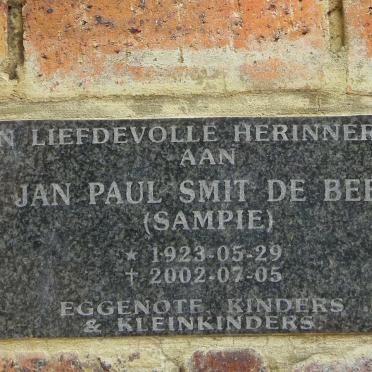 N LIEFDEVOLLE HERINNER
AAN
JAN PAUL SMIT DE BEE
(SAMPIE)
★ 1923-05-29
† 2002-07-05
EGGENOTE, KINDERS
& KLEINKINDERS